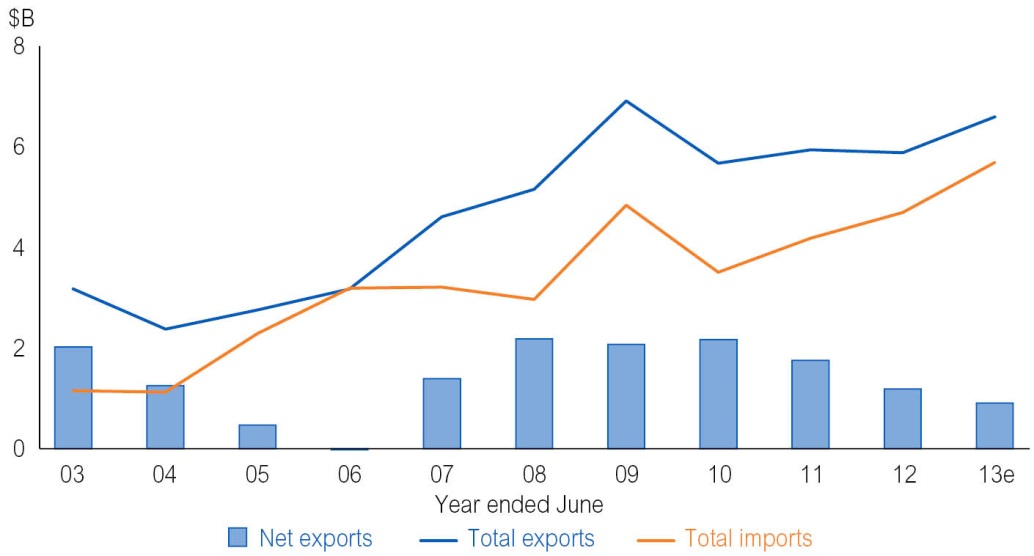 $B
8
6
4
2
0
03 04 05 06 07 08 09 10 11 12 13e
Year ended June
Net exports Total exports Total imports